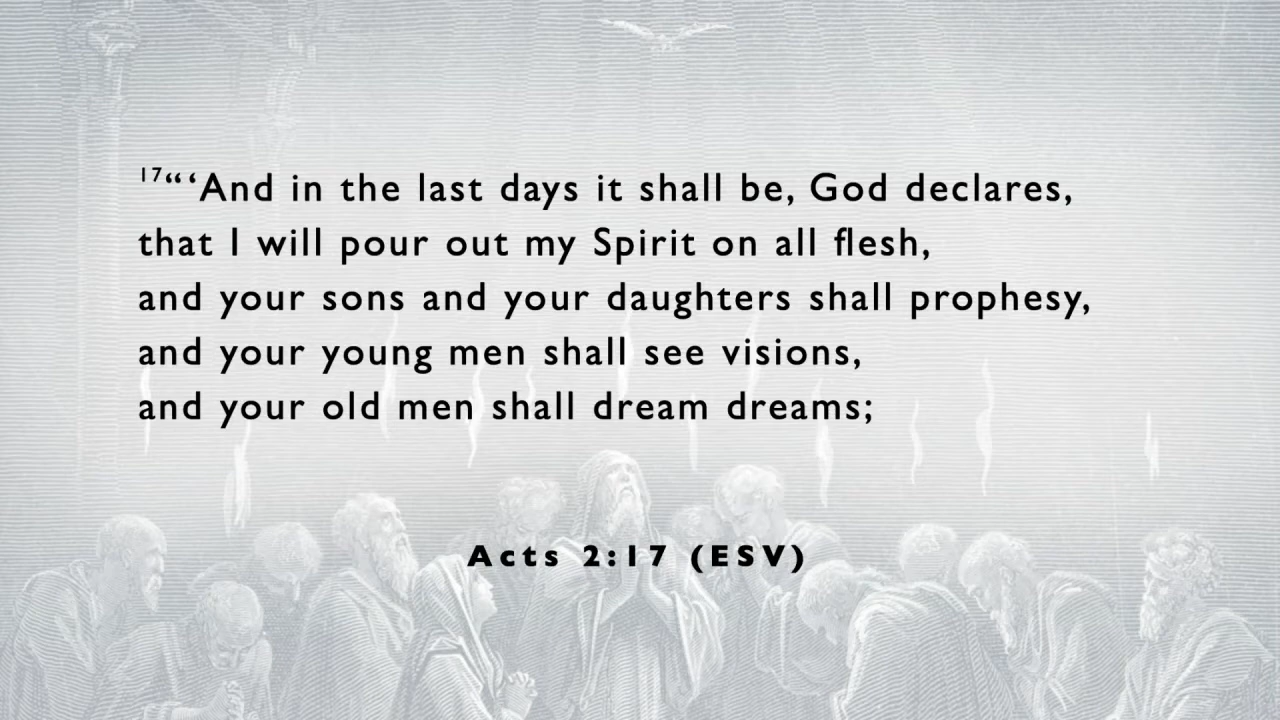 17“‘And in the last days it shall be, God declares,
that I will pour out my Spirit on all flesh,
and your sons and your daughters shall prophesy,
and your young men shall see visions,
and your old men shall dream dreams;
Acts 2:17 (ESV)